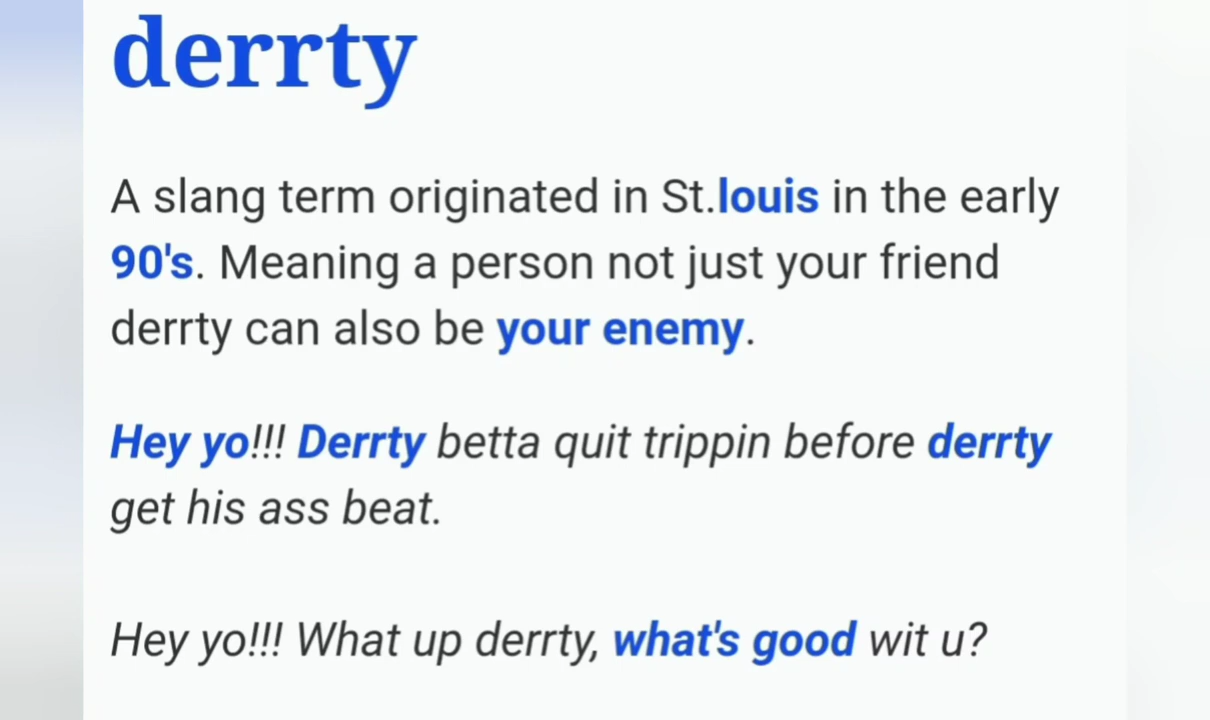 derrty
A slang term originated in St.louis in the early
90's. Meaning a person not just your friend
derrty can also be your enemy.
Hey yo!!! Derrty betta quit trippin before derrty
get his ass beat.
Hey yo!!! What up derrty, what's good wit u?